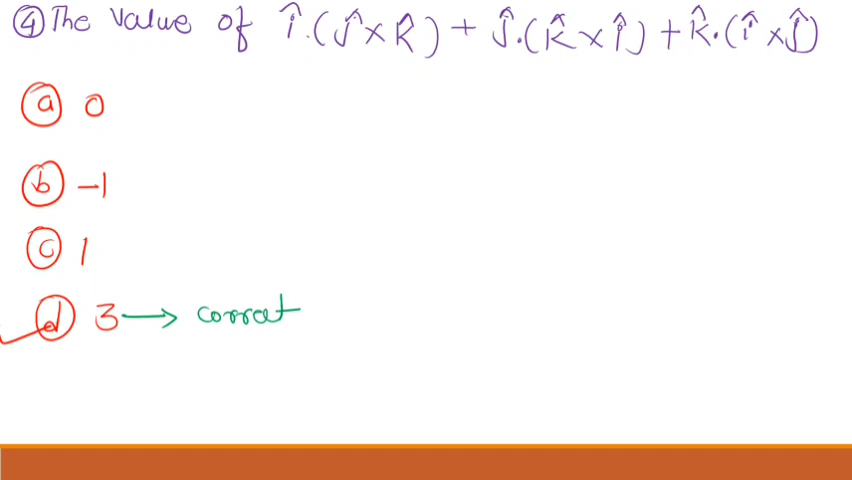 ④ The value of î.(ĵ×k̂) + ĵ.(k̂×î) + k̂.(î×ĵ)
ⓐ 0
ⓑ -1
ⓒ 1
ⓓ 3 → correct